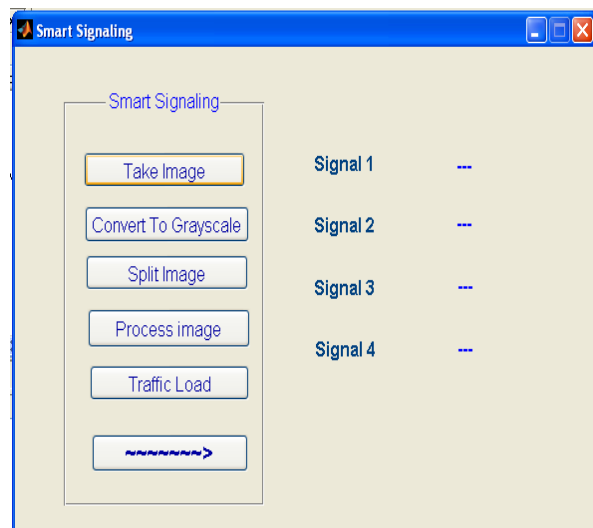 Smart Signaling
Smart Signaling
Take Image
Convert To Grayscale
Split Image
Process image
Traffic Load
~~~~~~~>
Signal 1 ---
Signal 2 ---
Signal 3 ---
Signal 4 ---